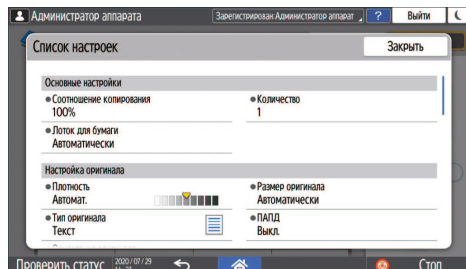 Администратор аппарата
Зарегистрирован:Администратор аппарат
?
Выйти
Список настроек
Закрыть
Основные настройки
Соотношение копирования
100%
Количество
1
Лоток для бумаги
Автоматически
Настройка оригинала
Плотность
Автомат.
Размер оригинала
Автоматически
Тип оригинала
Текст
ПАПД
Выкл.
Проверить статус
2020/07/29
Стоп